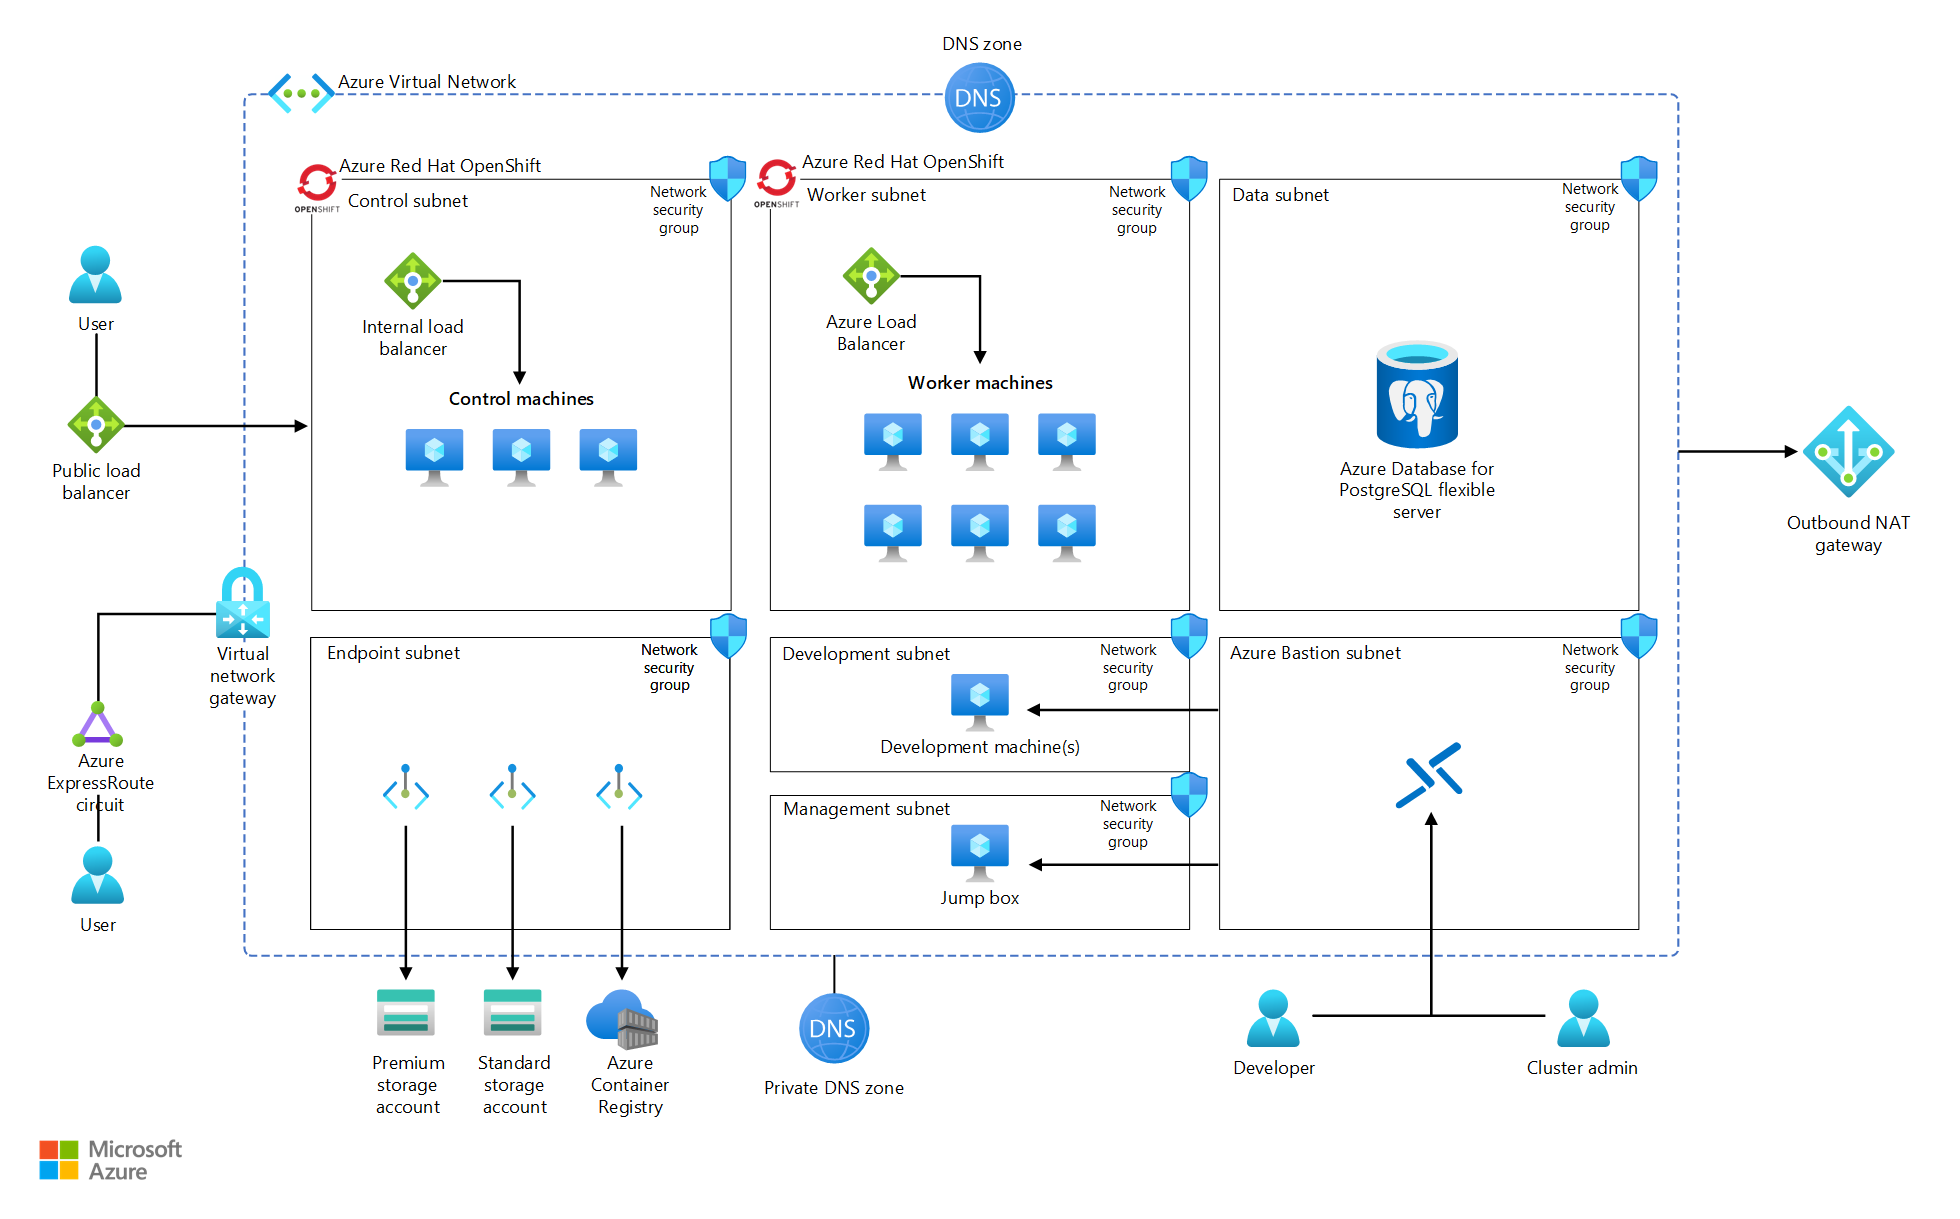 DNS zone
DNS
Azure Virtual Network
Azure Red Hat OpenShift
OPENSHIFT
Control subnet
Network
security
group
Internal load
balancer
Control machines
Azure Red Hat OpenShift
OPENSHIFT
Worker subnet
Network
security
group
Azure Load
Balancer
Worker machines
Data subnet
Network
security
group
Azure Database for
PostgreSQL flexible
server
User
Public load
balancer
Outbound NAT
gateway
Virtual
network
gateway
Azure
ExpressRoute
circuit
User
Endpoint subnet
Network
security
group
Development subnet
Network
security
group
Development machine(s)
Management subnet
Network
security
group
Jump box
Azure Bastion subnet
Network
security
group
Premium
storage
account
Standard
storage
account
Azure
Container
Registry
DNS
Private DNS zone
Developer
Cluster admin
Microsoft
Azure